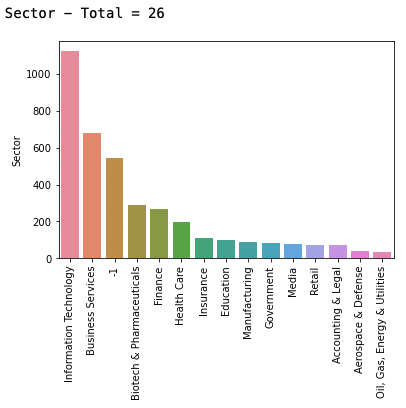 Sector - Total = 26
Sector
1000
800
600
400
200
0
Information Technology
Business Services
-1
Biotech & Pharmaceuticals
Finance
Health Care
Insurance
Education
Manufacturing
Government
Media
Retail
Accounting & Legal
Aerospace & Defense
Oil, Gas, Energy & Utilities